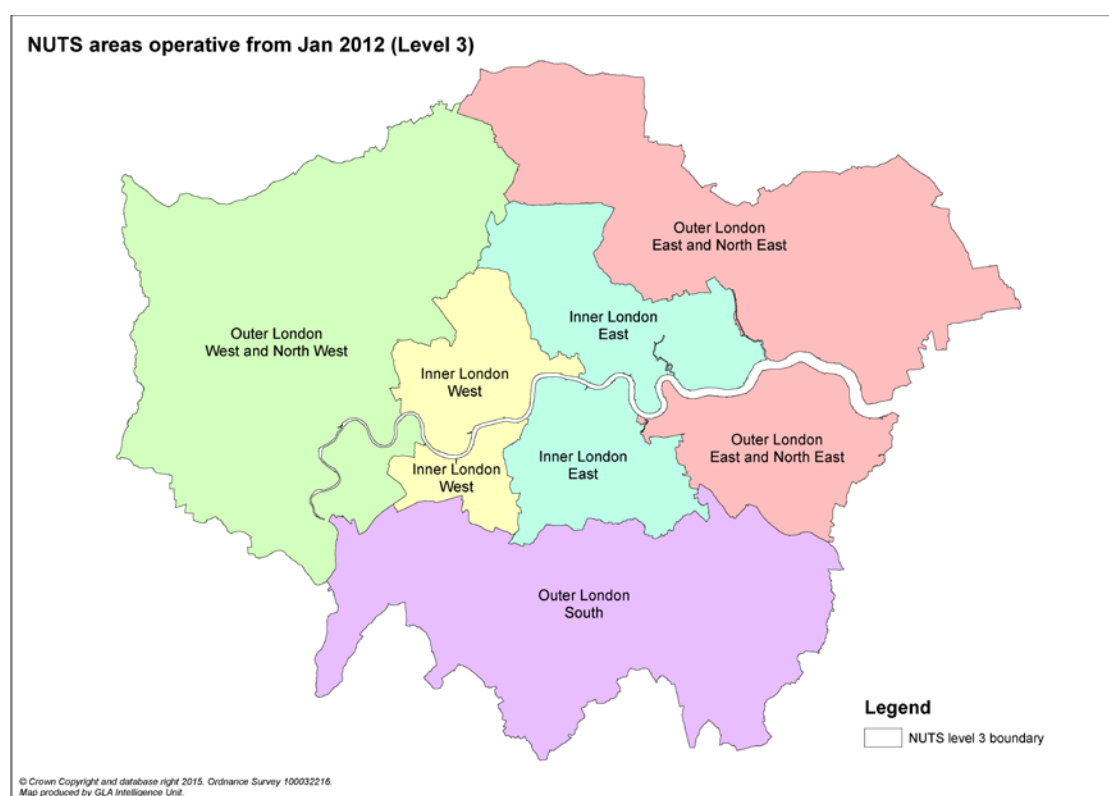 NUTS areas operative from Jan 2012 (Level 3)
Outer London
East and North East
Inner London
East
Outer London
West and North West
Inner London
West
Outer London
East and North East
Inner London
East
Inner London
West
Outer London
South
Legend
NUTS level 3 boundary
© Crown Copyright and database right 2015. Ordnance Survey 100032216.
Map produced by GLA Intelligence Unit.